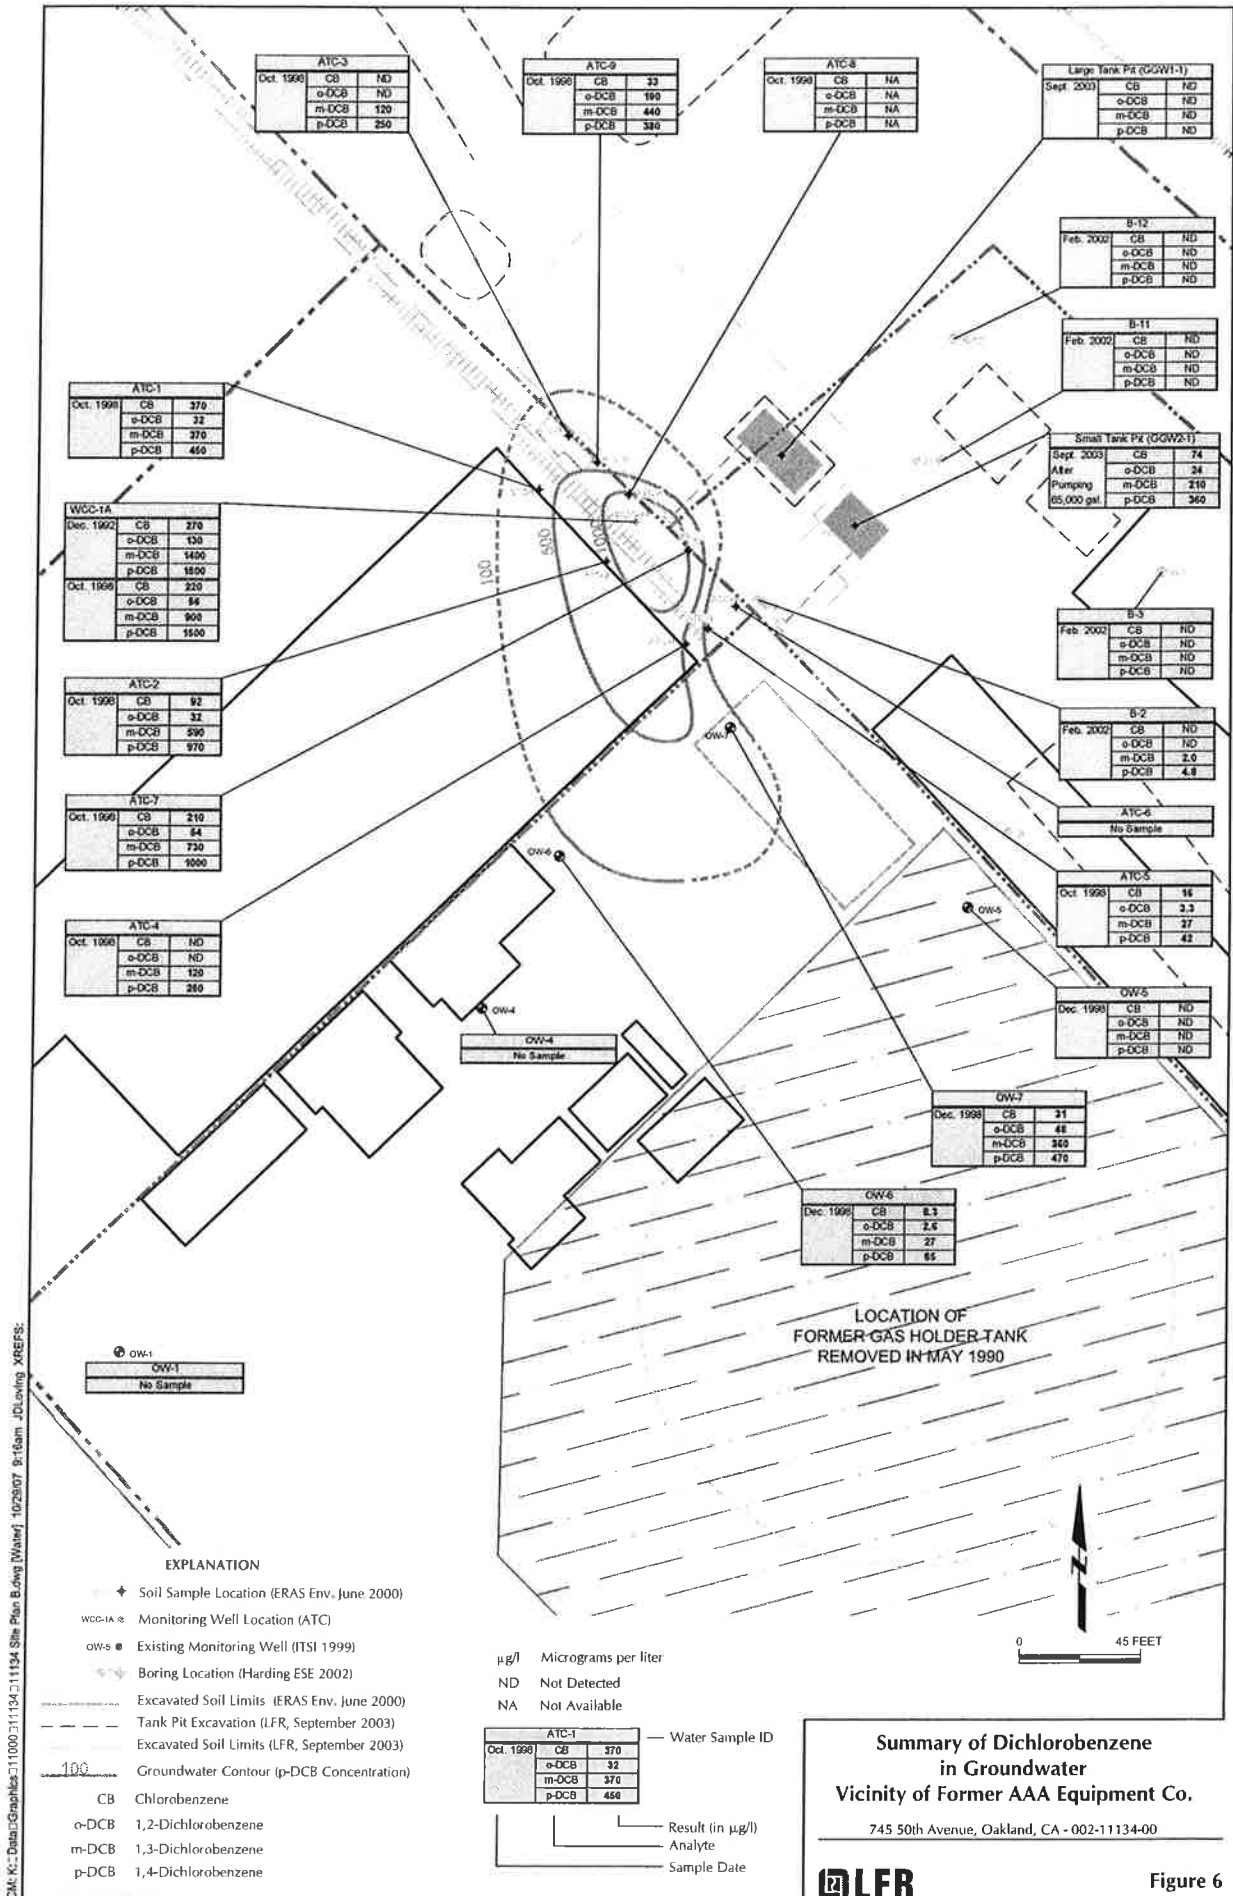 ATC-3
Oct. 1998 CB ND
o-DCB ND
m-DCB 120
p-DCB 250
ATC-9
Oct. 1998 CB 33
o-DCB 190
m-DCB 440
p-DCB 380
ATC-8
Oct. 1998 CB NA
o-DCB NA
m-DCB NA
p-DCB NA
Large Tank Pit (GGW1-1)
Sept. 2003 CB ND
o-DCB ND
m-DCB ND
p-DCB ND
B-12
Feb. 2002 CB ND
o-DCB ND
m-DCB ND
p-DCB ND
B-11
Feb. 2002 CB ND
o-DCB ND
m-DCB ND
p-DCB ND
ATC-1
Oct. 1998 CB 370
o-DCB 32
m-DCB 370
p-DCB 450
Small Tank Pit (GGW2-1)
Sept. 2003 CB 74
After o-DCB 24
Pumping m-DCB 210
65,000 gal. p-DCB 360
WCC-1A
Dec. 1992 CB 270
o-DCB 130
m-DCB 1400
p-DCB 1800
Oct. 1998 CB 220
o-DCB
m-DCB 900
p-DCB 1500
100
500
1000
B-3
Feb. 2002 CB ND
o-DCB ND
m-DCB ND
p-DCB ND
ATC-2
Oct. 1998 CB 92
o-DCB 32
m-DCB 590
p-DCB 970
B-2
Feb. 2002 CB ND
o-DCB ND
m-DCB 2.0
p-DCB 4.8
OW-7
ATC-7
Oct. 1998 CB 210
o-DCB
m-DCB 730
p-DCB 1000
ATC-6
No Sample
OW-6
ATC-5
Oct. 1998 CB 16
o-DCB 3.3
m-DCB 27
p-DCB 42
OW-5
ATC-4
Oct. 1998 CB ND
o-DCB ND
m-DCB 120
p-DCB 260
OW-5
Dec. 1998 CB ND
o-DCB ND
m-DCB ND
p-DCB ND
OW-4
OW-4
No Sample
OW-7
Dec. 1998 CB 31
o-DCB 48
m-DCB 360
p-DCB 470
OW-6
Dec. 1998 CB
o-DCB 2.6
m-DCB 27
p-DCB
LOCATION OF
FORMER GAS HOLDER TANK
REMOVED IN MAY 1990
OW-1
OW-1
No Sample
Z
0 45 FEET
EXPLANATION
Soil Sample Location (ERAS Env. June 2000)
WCC-1A Monitoring Well Location (ATC)
OW-5 Existing Monitoring Well (ITSI 1999)
Boring Location (Harding ESE 2002)
Excavated Soil Limits (ERAS Env. June 2000)
Tank Pit Excavation (LFR, September 2003)
Excavated Soil Limits (LFR, September 2003)
100 Groundwater Contour (p-DCB Concentration)
CB Chlorobenzene
o-DCB 1,2-Dichlorobenzene
m-DCB 1,3-Dichlorobenzene
p-DCB 1,4-Dichlorobenzene
µg/l Micrograms per liter
ND Not Detected
NA Not Available
ATC-1 Water Sample ID
Oct. 1998 CB 370
o-DCB 32
m-DCB 370
p-DCB 450
Result (in µg/l)
Analyte
Sample Date
Summary of Dichlorobenzene
in Groundwater
Vicinity of Former AAA Equipment Co.
745 50th Avenue, Oakland, CA - 002-11134-00
LFR
Figure 6
11134 Site Plan B.dwg [Water] 10/29/07 9:16am JDLoving XREFS: